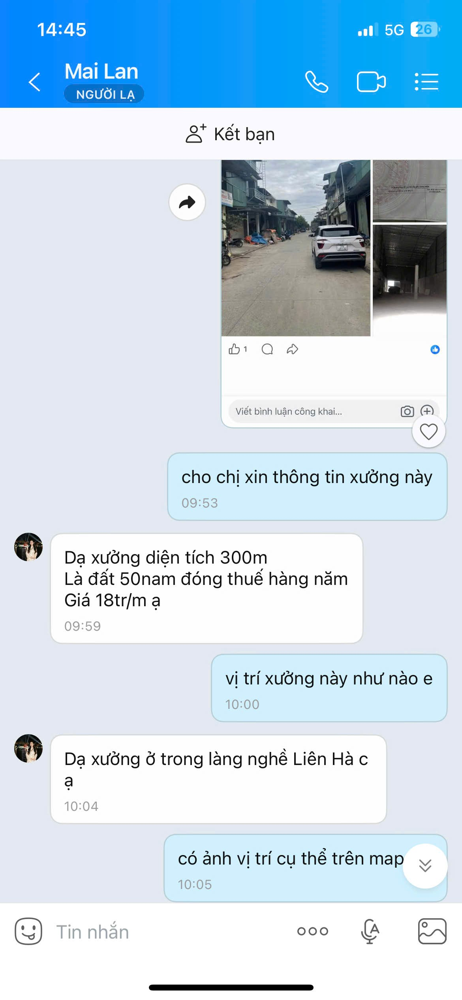 14:45
5G 26
Mai Lan
NGƯỜI LẠ
Kết bạn
1
Viết bình luận công khai...
cho chị xin thông tin xưởng này
09:53
Dạ xưởng diện tích 300m
Là đất 50nam đóng thuế hàng năm
Giá 18tr/m ạ
09:59
vị trí xưởng này như nào e
10:00
Dạ xưởng ở trong làng nghề Liên Hà c
ạ
10:04
có ảnh vị trí cụ thể trên map
10:05
Tin nhắn